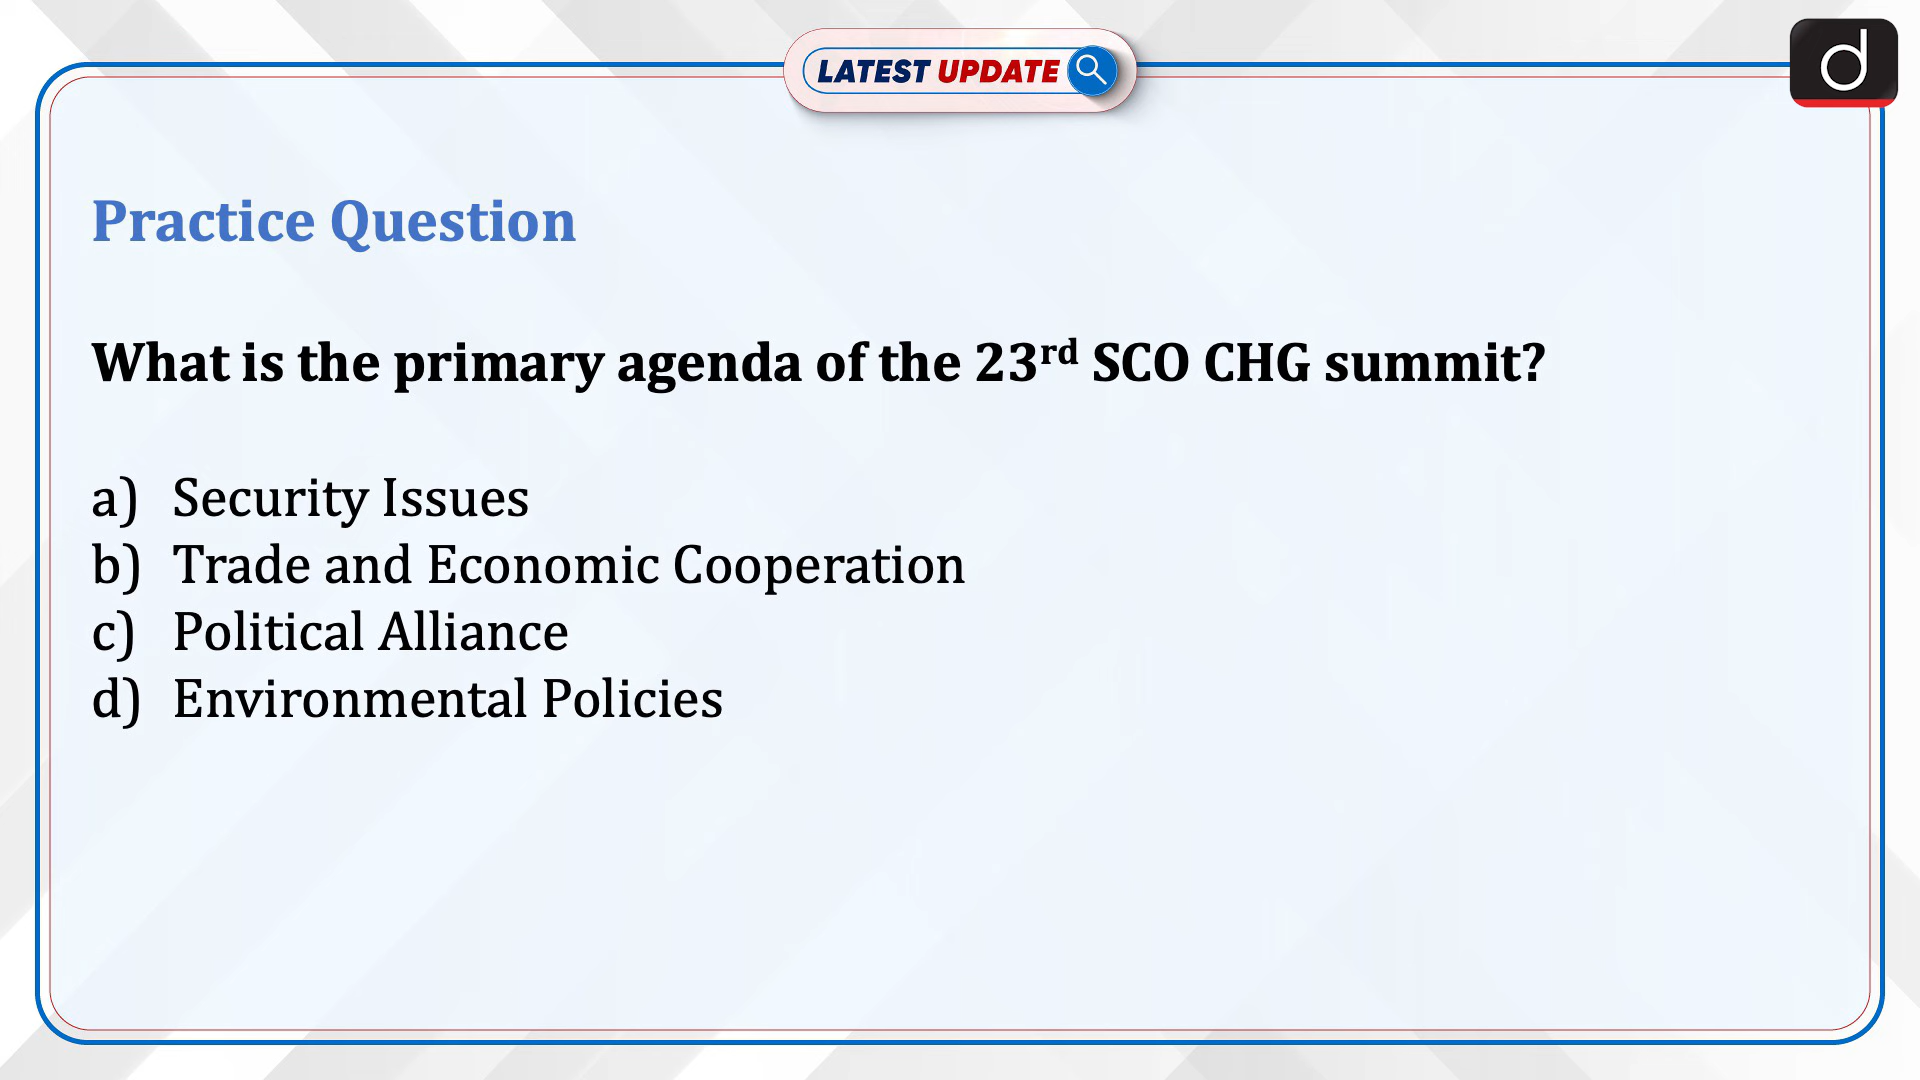 LATEST UPDATE
d
Practice Question
What is the primary agenda of the 23rd SCO CHG summit?
a) Security Issues
b) Trade and Economic Cooperation
c) Political Alliance
d) Environmental Policies